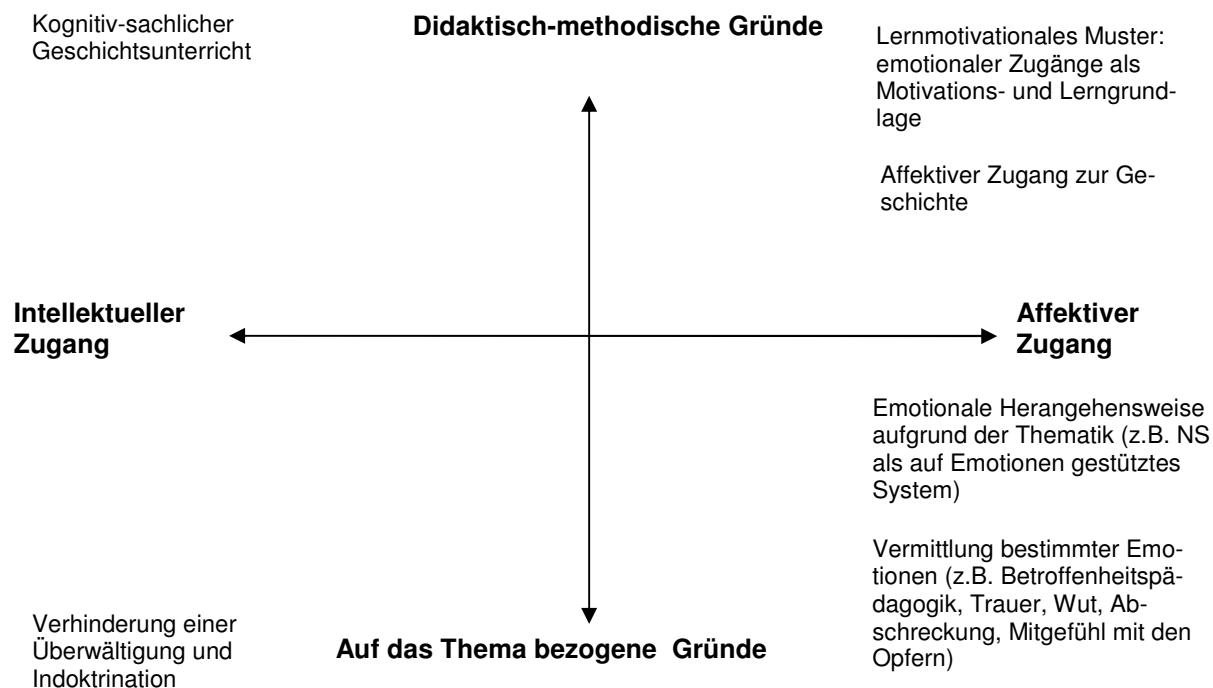 Kognitiv-sachlicher
Geschichtsunterricht
Didaktisch-methodische Gründe
Lernmotivationales Muster:
emotionaler Zugänge als
Motivations- und Lerngrund-
lage
Affektiver Zugang zur Ge-
schichte
Intellektueller
Zugang
Affektiver
Zugang
Emotionale Herangehensweise
aufgrund der Thematik (z.B. NS
als auf Emotionen gestütztes
System)
Vermittlung bestimmter Emo-
tionen (z.B. Betroffenheitspä-
dagogik, Trauer, Wut, Ab-
schreckung, Mitgefühl mit den
Opfern)
Verhinderung einer
Überwältigung und
Indoktrination
Auf das Thema bezogene Gründe